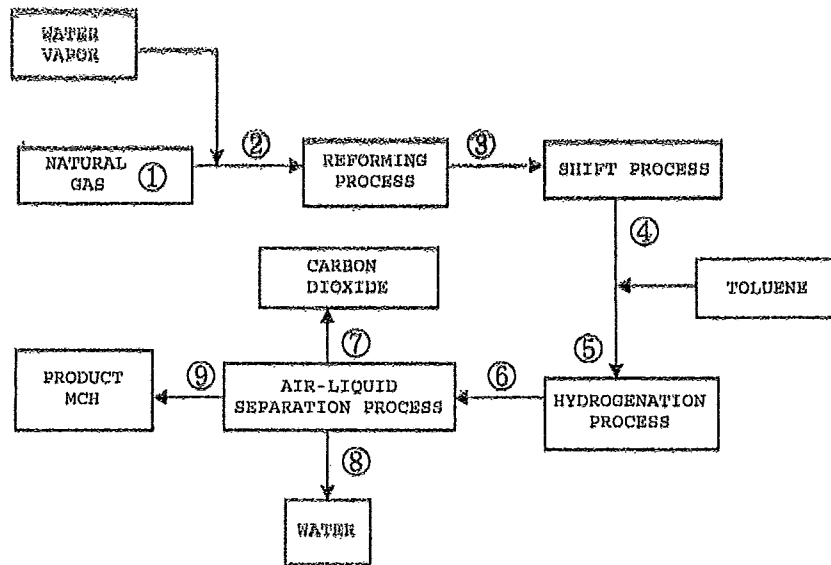 WATER
VAPOR
NATURAL
GAS ①
②
REFORMING
PROCESS
③
SHIFT PROCESS
④
TOLUENE
⑤
HYDROGENATION
PROCESS
⑥
AIR-LIQUID
SEPARATION PROCESS
⑦
CARBON
DIOXIDE
⑧
WATER
⑨
PRODUCT
MCH